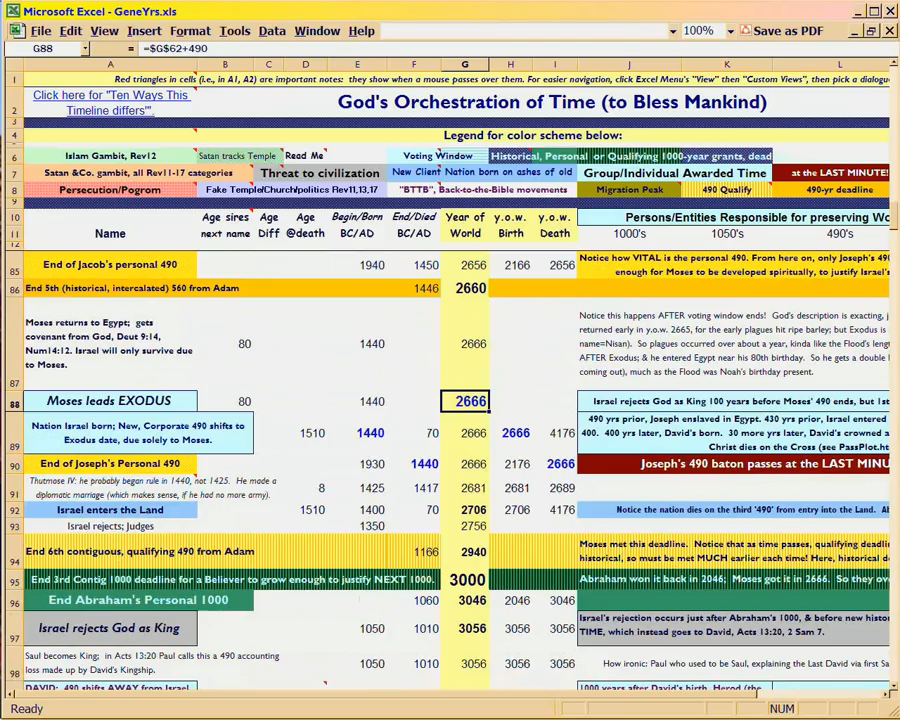 Microsoft Excel - GeneYrs.xls
File Edit View Insert Format Tools Data Window Help 100% Save as PDF
G88 = =$G$62+490
A B C D E F G H I J K L
1 Red triangles in cells (i.e., in A1, A2) are important notes: they show when a mouse passes over them. For easier navigation, click Excel Menu's "View" then "Custom Views", then pick a dialogue
Click here for "Ten Ways This
2 Timeline differs'". God's Orchestration of Time (to Bless Mankind)
3
4 Legend for color scheme below:
6 Islam Gambit, Rev12 Satan tracks Temple Read Me Voting Window Historical, Personal or Qualifying 1000-year grants, dead
7 Satan &Co. gambit, all Rev11-17 categories Threat to civilization New Client Nation born on ashes of old Group/Individual Awarded Time at the LAST MINUTE!
8 Persecution/Pogrom Fake Temple/Church/politics Rev11,13,17 "BTTB", Back-to-the-Bible movements Migration Peak 490 Qualify 490-yr deadline
9
10 Age sires Age Age Begin/Born End/Died Year of y.o.w. y.o.w. Persons/Entities Responsible for preserving Wo
11 Name next name Diff @death BC/AD BC/AD World Birth Death 1000's 1050's 490's
12
Notice how VITAL is the personal 490. From here on, only Joseph's 49
85 End of Jacob's personal 490 1940 1450 2656 2166 2656 enough for Moses to be developed spiritually, to justify Israel's
86 End 5th (historical, intercalated) 560 from Adam 1446 2660
Notice this happens AFTER voting window ends! God's description is exacting,
Moses returns to Egypt; gets returned early in y.o.w. 2665, for the early plagues hit ripe barley; but Exodus is
covenant from God, Deut 9:14, name=Nisan). So plagues occurred over about a year, kinda like the Flood's leng
Num14:12. Israel will only survive due 80 1440 2666 AFTER Exodus; & he entered Egypt near his 80th birthday. So he gets a double
to Moses. coming out), much as the Flood was Noah's birthday present.
87
88 Moses leads EXODUS 80 1440 2666 Israel rejects God as King 100 years before Moses' 490 ends, but 1st
490 yrs prior, Joseph enslaved in Egypt. 430 yrs prior, Israel entered
Nation Israel born; New, Corporate 490 shifts to 1510 1440 70 2666 2666 4176 400. 400 yrs later, David's born. 30 more yrs later, David's crowned a
89 Exodus date, due solely to Moses. Christ dies on the Cross (see PassPlot.ht
90 End of Joseph's Personal 490 1930 1440 2666 2176 2666 Joseph's 490 baton passes at the LAST MINU
Thutmose IV: he probably began rule in 1440, not 1425. He made a
91 diplomatic marriage (which makes sense, if he had no more army). 8 1425 1417 2681 2681 2689
92 Israel enters the Land 1510 1400 70 2706 2706 4176 Notice the nation dies on the third '490' from entry into the Land.
93 Israel rejects; Judges 1350 2756
Moses met this deadline. Notice that as time passes, qualifying deadlin
94 End 6th contiguous, qualifying 490 from Adam 1166 2940 historical, so must be met MUCH earlier each time! Here, historical d
95 End 3rd Contig 1000 deadline for a Believer to grow enough to justify NEXT 1000. 3000 Abraham won it back in 2046; Moses got it in 2666. So they ov
96 End Abraham's Personal 1000 1060 3046 2046 3046
Israel's rejection occurs just after Abraham's 1000, & before new histor
97 Israel rejects God as King 1050 1010 3056 3056 3056 TIME, which instead goes to David, Acts 13:20, 2 Sam 7.
Saul becomes King; in Acts 13:20 Paul calls this a 490 accounting
98 loss made up by David's Kingship. 1050 1010 3056 3056 3056 How ironic: Paul who used to be Saul, explaining the Last David via first Sa
DAVID: 490 shifts AWAY from Israel 1000 years after David's birth, Herod (the
Ready NUM